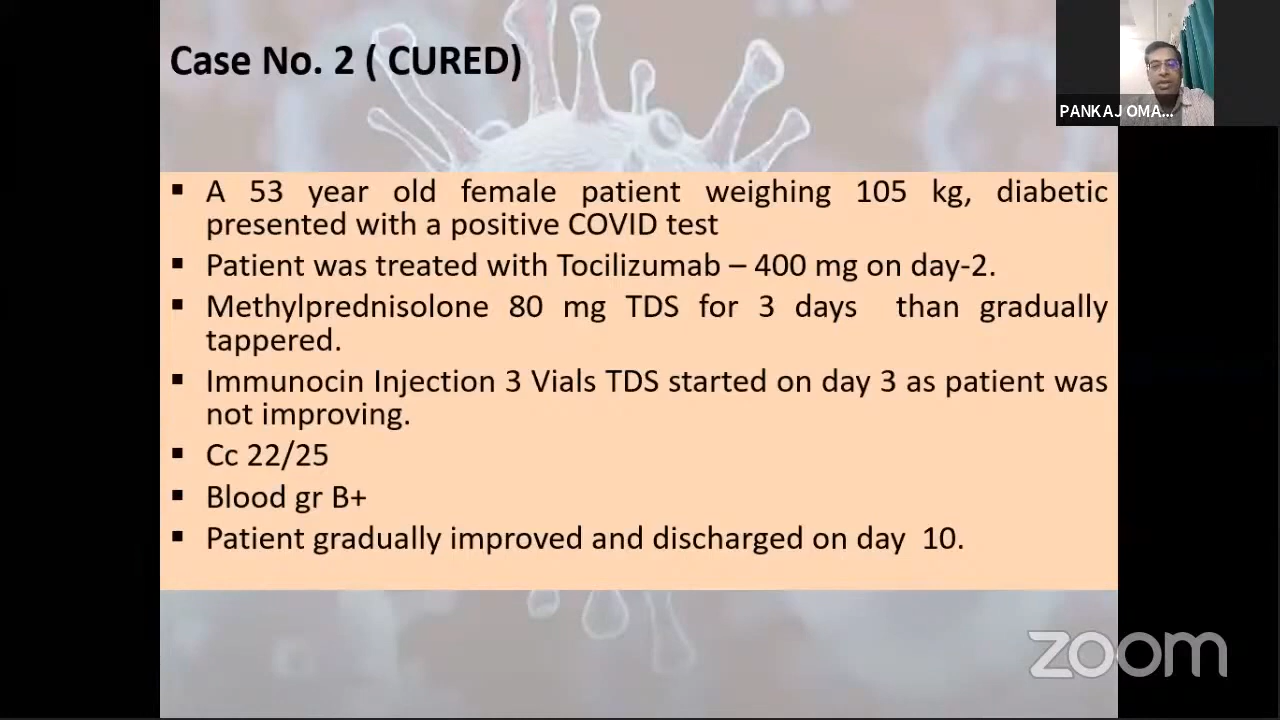 Case No. 2 ( CURED)
PANKAJ OMA...
▪ A 53 year old female patient weighing 105 kg, diabetic
presented with a positive COVID test
▪ Patient was treated with Tocilizumab – 400 mg on day-2.
▪ Methylprednisolone 80 mg TDS for 3 days than gradually
tappered.
▪ Immunocin Injection 3 Vials TDS started on day 3 as patient was
not improving.
▪ Cc 22/25
▪ Blood gr B+
▪ Patient gradually improved and discharged on day 10.
zoom